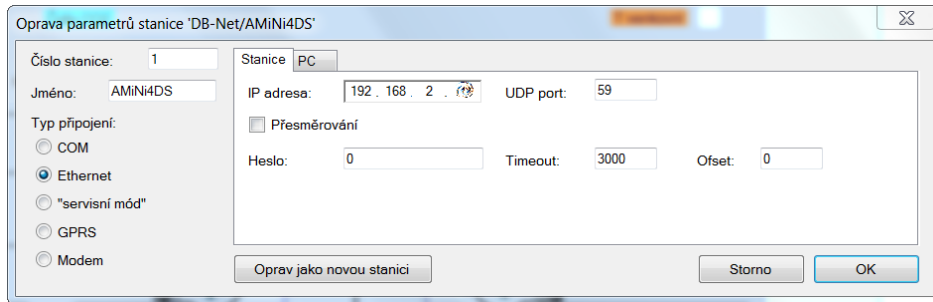 Oprava parametrů stanice 'DB-Net/AMiNi4DS'
Číslo stanice: 1
Jméno: AMiNi4DS
Typ připojení:
COM
Ethernet
"servisní mód"
GPRS
Modem
Stanice PC
IP adresa: 192 . 168 . 2 . UDP port: 59
Přesměrování
Heslo: 0 Timeout: 3000 Ofset: 0
Oprav jako novou stanici Storno OK